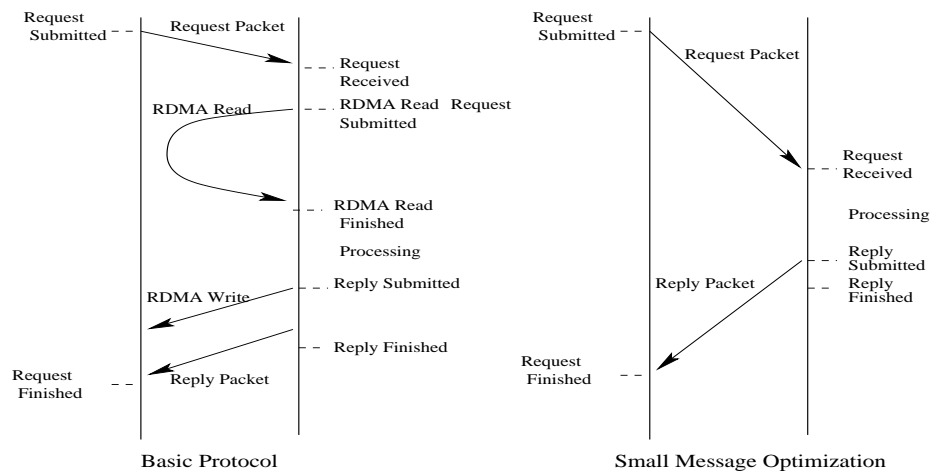 Request
Submitted
Request Packet
Request
Received
RDMA Read
RDMA Read Request
Submitted
RDMA Read
Finished
Processing
Reply Submitted
RDMA Write
Reply Finished
Request
Finished
Reply Packet
Basic Protocol
Request
Submitted
Request Packet
Request
Received
Processing
Reply
Submitted
Reply
Finished
Reply Packet
Request
Finished
Small Message Optimization